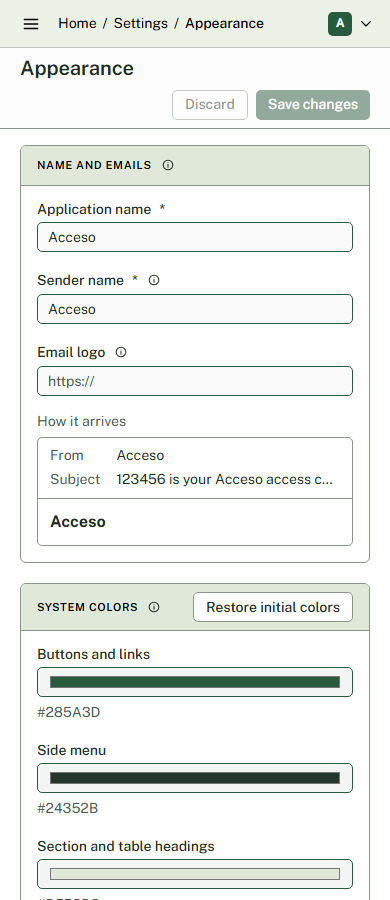 Home / Settings / Appearance
A
Appearance
Discard
Save changes
NAME AND EMAILS
Application name *
Acceso
Sender name *
Acceso
Email logo
https://
How it arrives
From Acceso
Subject 123456 is your Acceso access c...
Acceso
SYSTEM COLORS
Restore initial colors
Buttons and links
#285A3D
Side menu
#24352B
Section and table headings